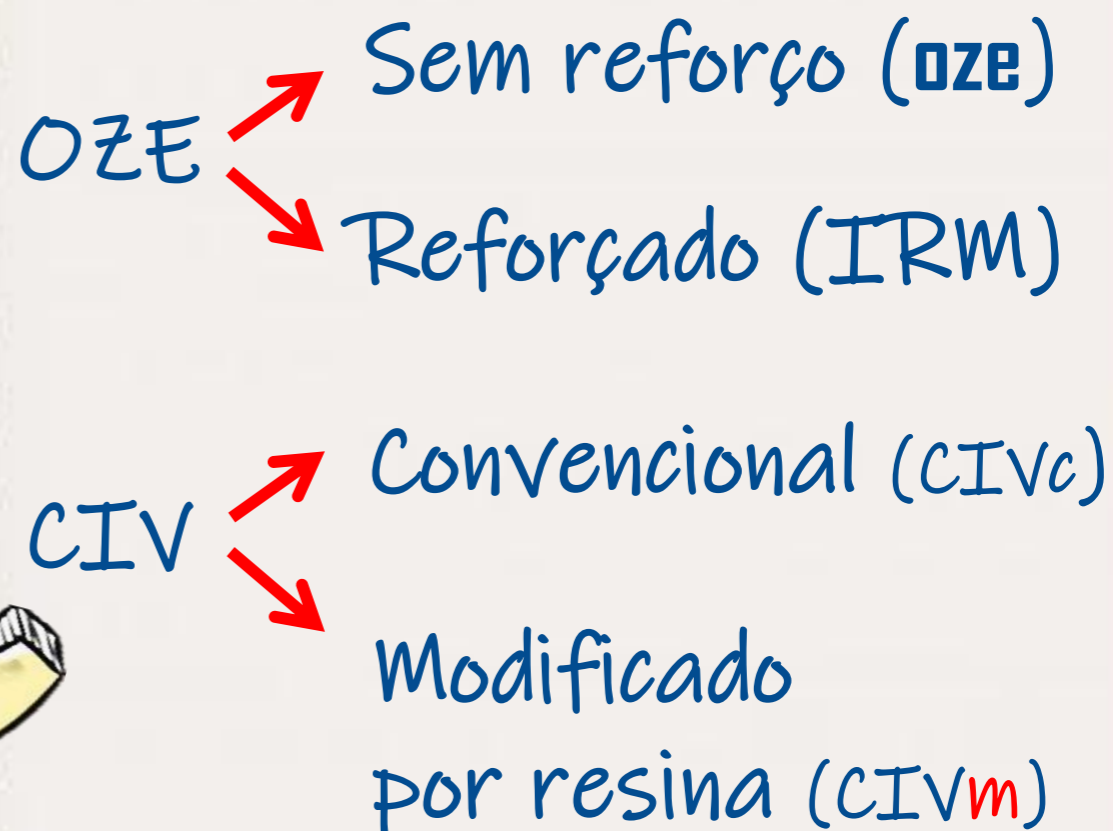 Sem reforço (oze)
OZE
Reforçado (IRM)
Convencional (CIVc)
CIV
Modificado
por resina (CIVm)